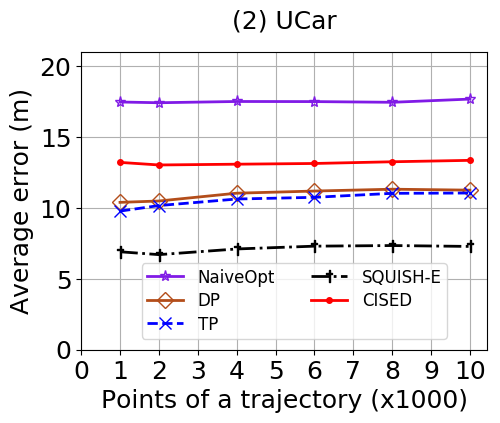 (2) UCar
Average error (m)
20
15
10
5
0
NaiveOpt
DP
TP
SQUISH-E
CISED
0 1 2 3 4 5 6 7 8 9 10
Points of a trajectory (x1000)